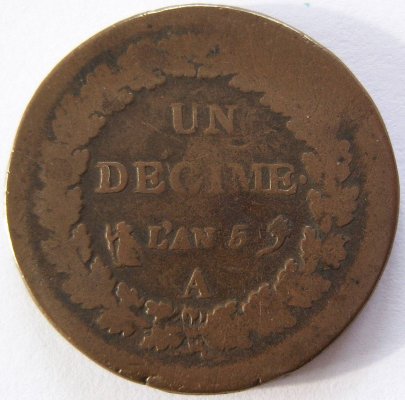 UN
DECIME.
L'AN 5
A